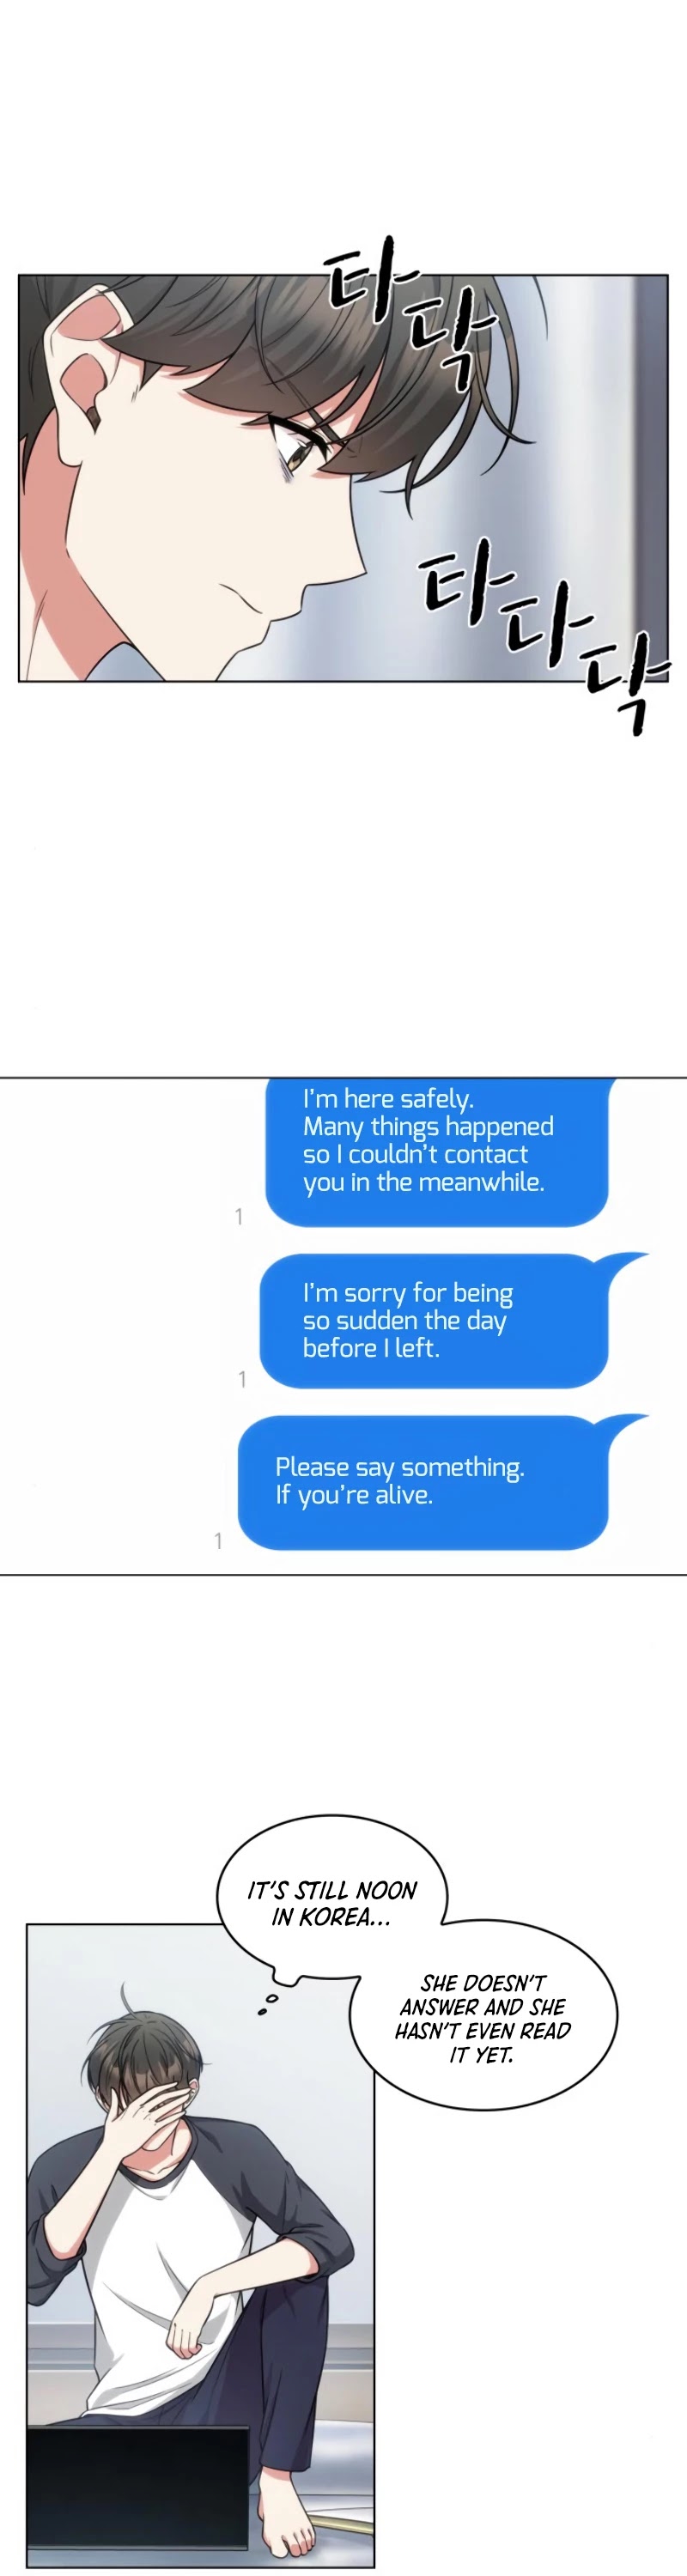 타닥
타다닥
I'm here safely.
Many things happened
so I couldn't contact
you in the meanwhile.
1
I'm sorry for being
so sudden the day
before I left.
1
Please say something.
If you're alive.
1
IT'S STILL NOON
IN KOREA...
SHE DOESN'T
ANSWER AND SHE
HASN'T EVEN READ
IT YET.